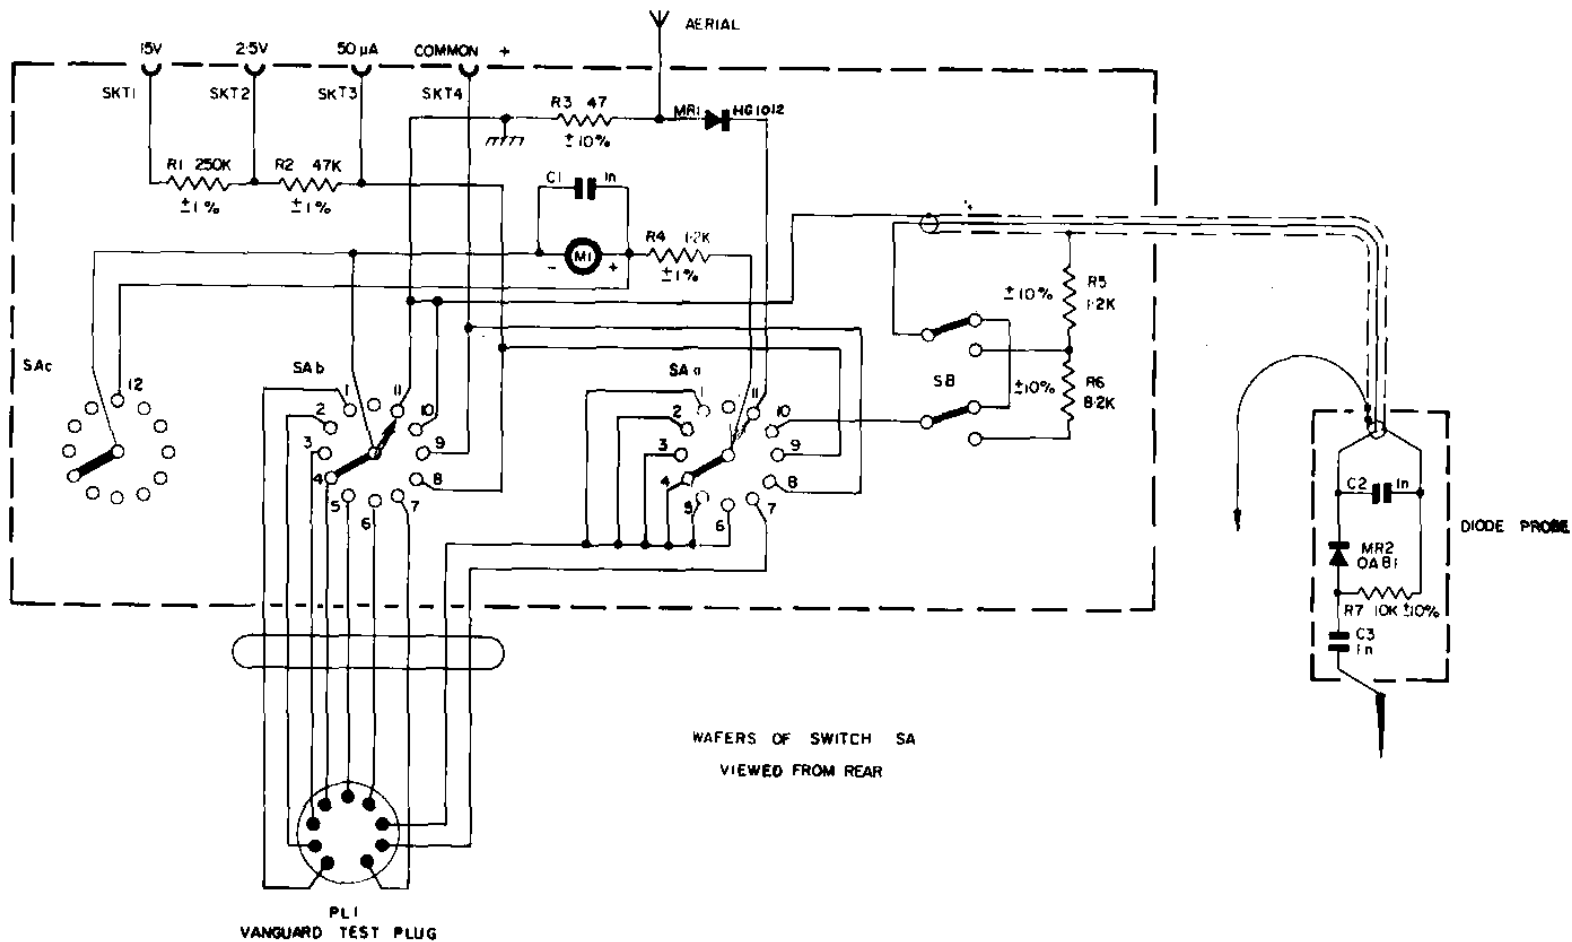 AERIAL
15V 2·5V 50 µA COMMON +
SKT1 SKT2 SKT3 SKT4
R3 47
±10%
MR1 HG1012
R1 250K
±1%
R2 47K
±1%
C1 1n
R4 1·2K
±1%
- M1 +
±10% R5
1·2K
SAc
12
SAb
1 11
2 10
3 9
4 8
5 6 7
SAa
1 11
2 10
3 9
4 8
5 6 7
SB
±10% R6
8·2K
C2 1n
DIODE PROBE
MR2
OA81
R7 10K ±10%
C3
1n
WAFERS OF SWITCH SA
VIEWED FROM REAR
PL1
VANGUARD TEST PLUG